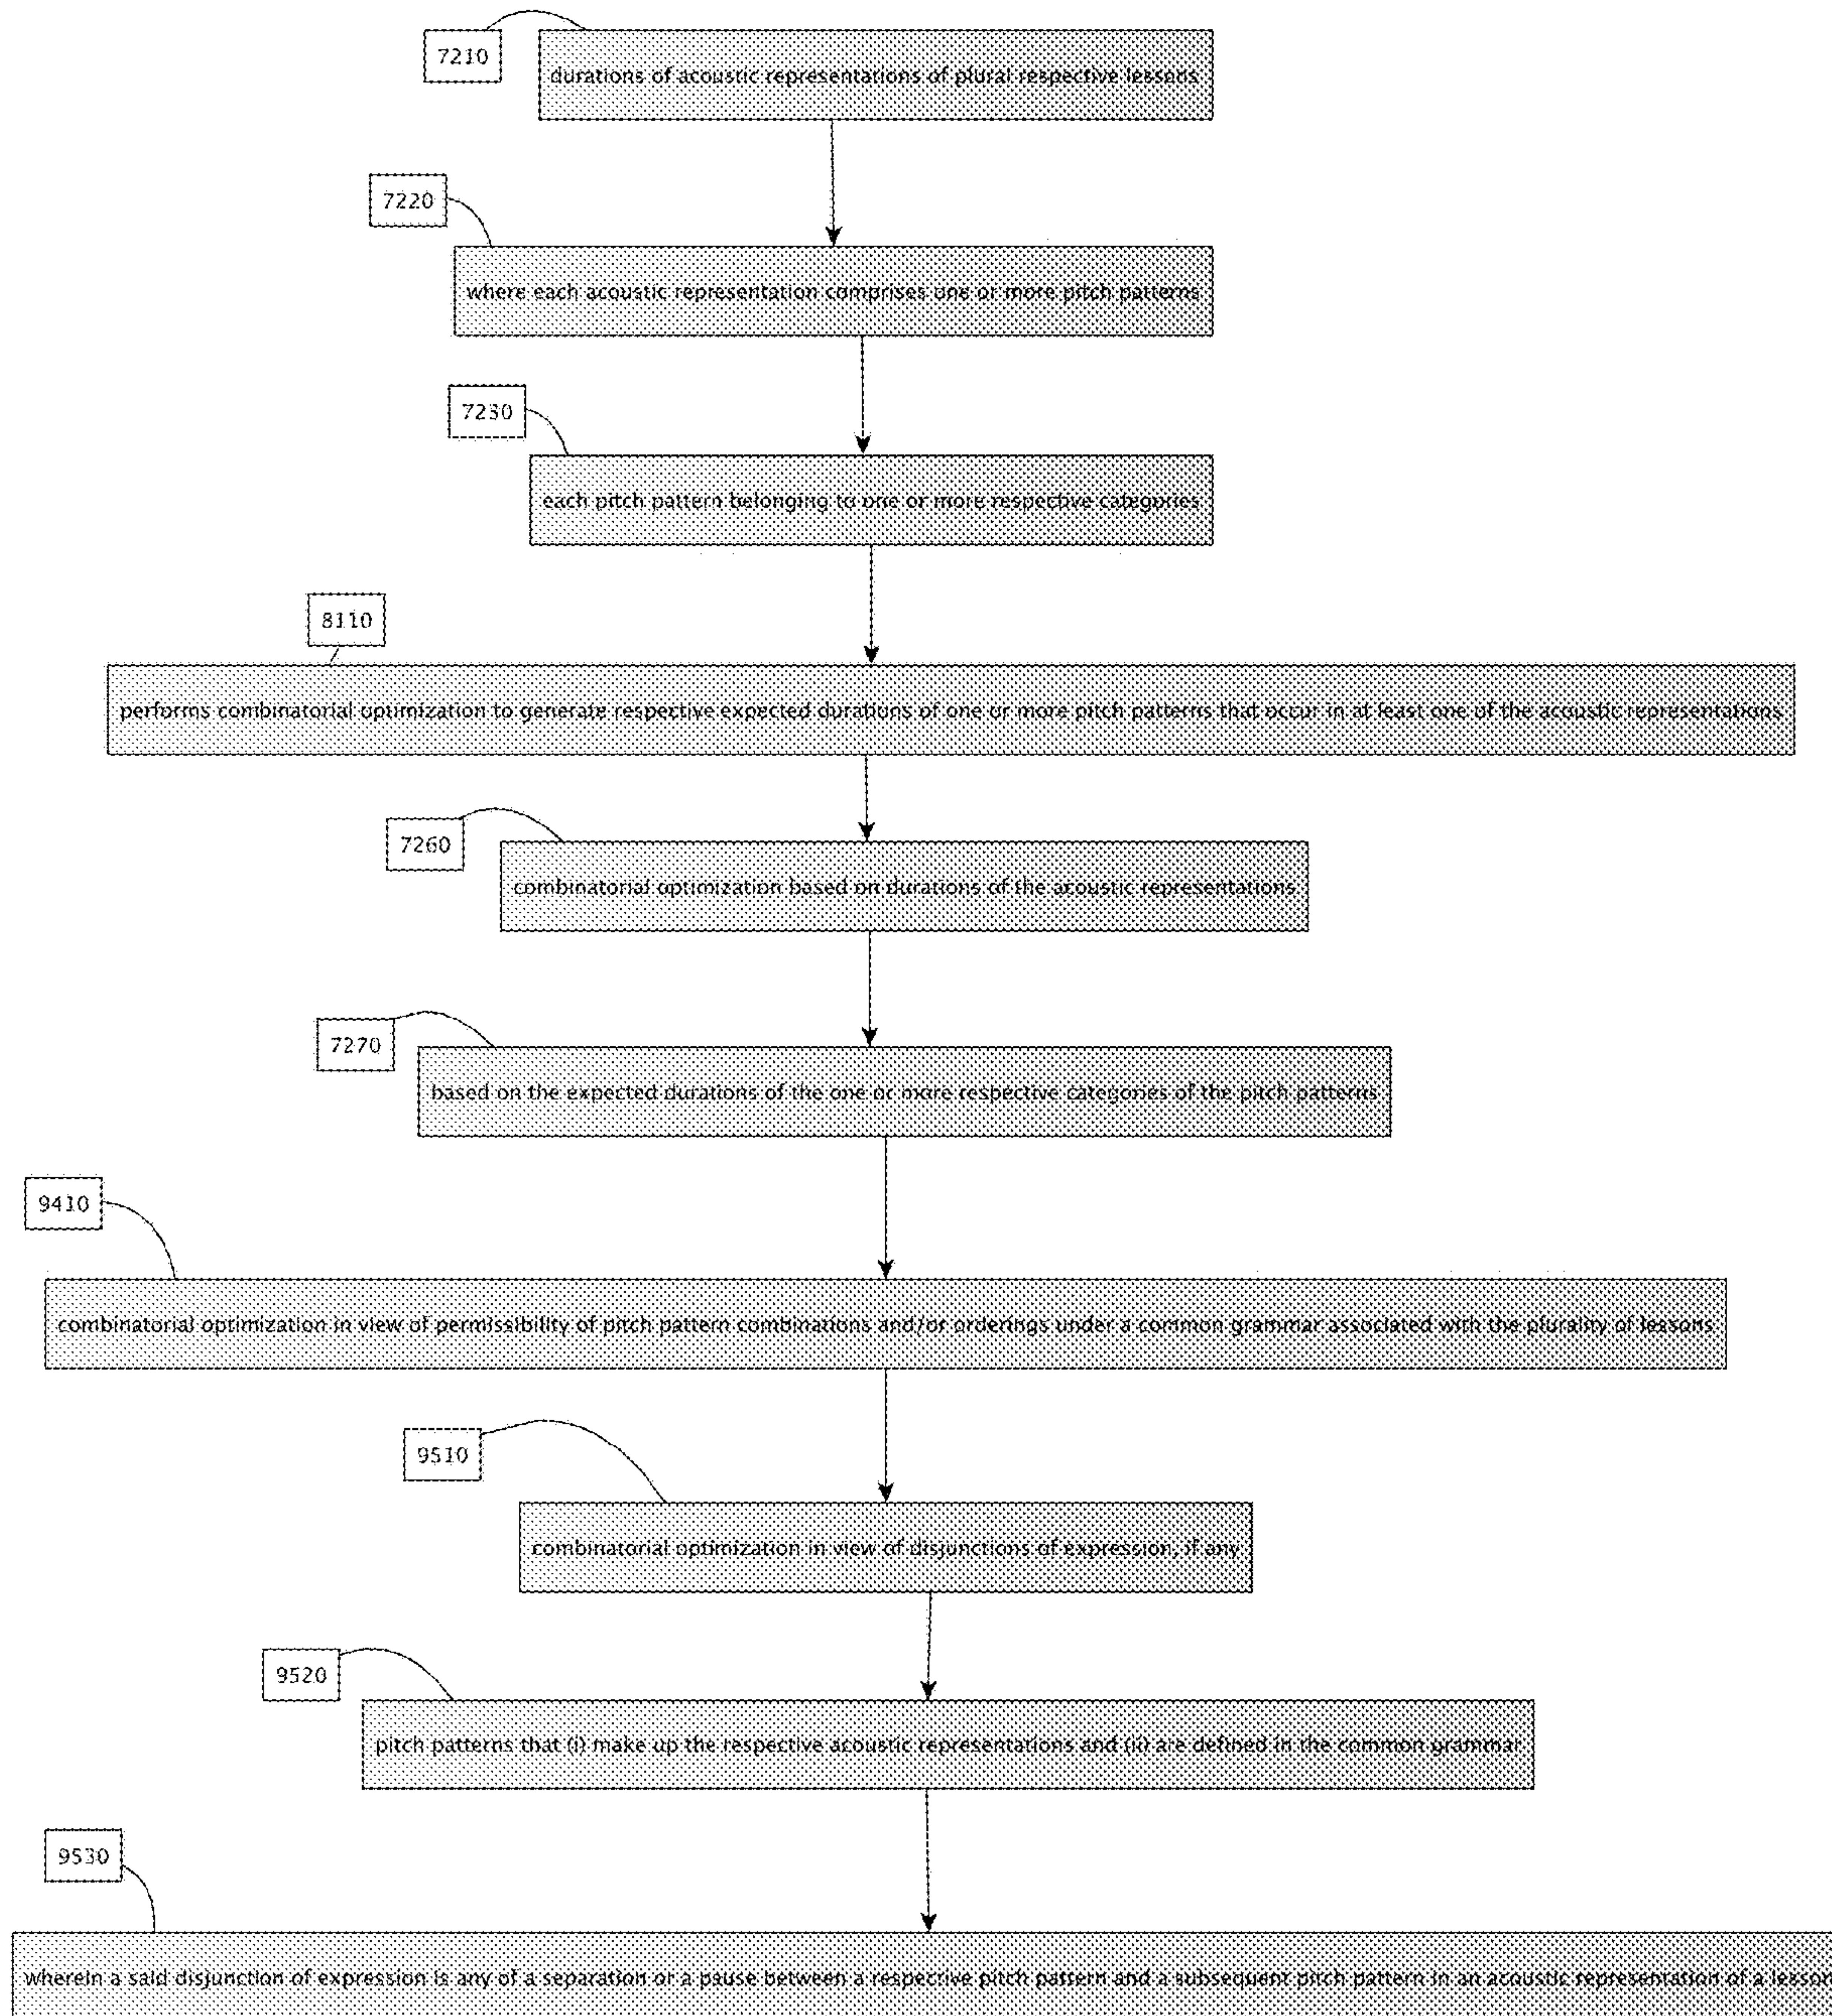 7210
durations of acoustic representations of plural respective lessons
7220
where each acoustic representation comprises one or more pitch patterns
7230
each pitch pattern belonging to one or more respective categories
8110
performs combinatorial optimization to generate respective expected durations of one or more pitch patterns that occur in at least one of the acoustic representations
7260
combinatorial optimization based on durations of the acoustic representations
7270
based on the expected durations of the one or more respective categories of the pitch patterns
9410
combinatorial optimization in view of permissibility of pitch pattern combinations and/or orderings under a common grammar associated with the plurality of lessons
9510
combinatorial optimization in view of disjunctions of expression, if any
9520
pitch patterns that (i) make up the respective acoustic representations and (ii) are defined in the common grammar
9530
wherein a said disjunction of expression is any of a separation or a pause between a respective pitch pattern and a subsequent pitch pattern in an acoustic representation of a lesson